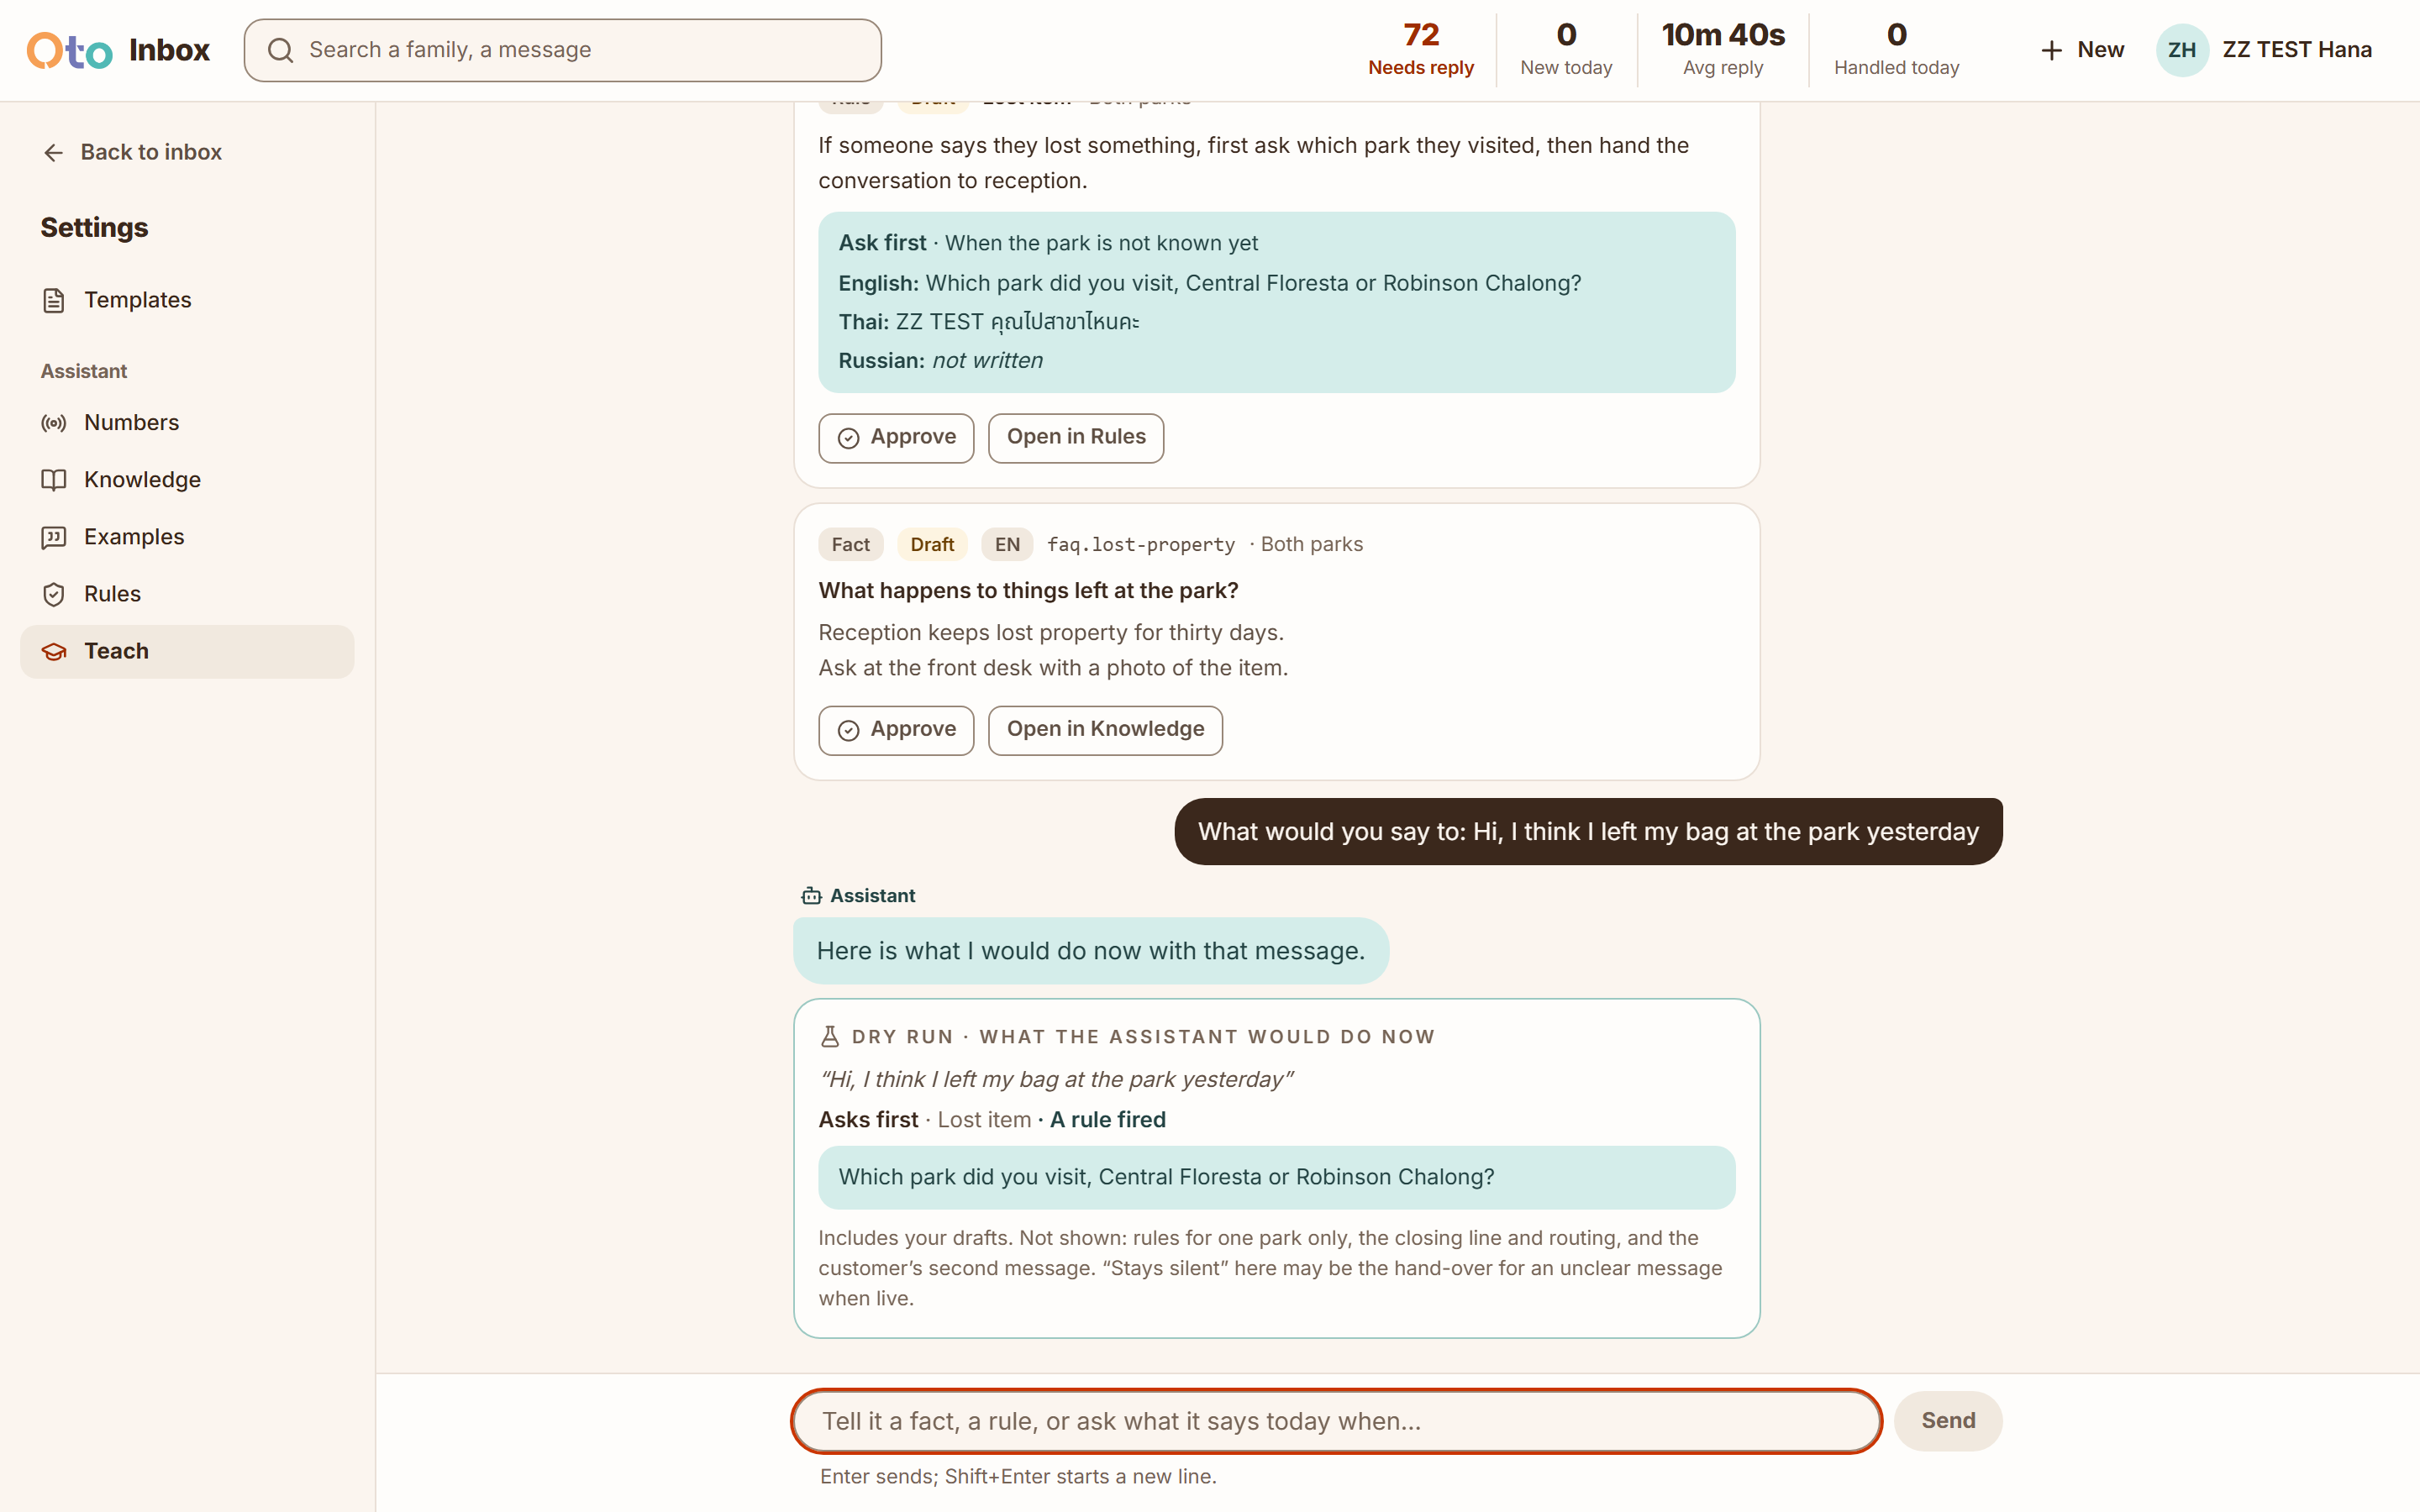 Oto Inbox
Search a family, a message
72
Needs reply
0
New today
10m 40s
Avg reply
0
Handled today
New
ZH
ZZ TEST Hana
Back to inbox
Settings
Templates
Assistant
Numbers
Knowledge
Examples
Rules
Teach
If someone says they lost something, first ask which park they visited, then hand the
conversation to reception.
Ask first · When the park is not known yet
English: Which park did you visit, Central Floresta or Robinson Chalong?
Thai: ZZ TEST คุณไปสาขาไหนคะ
Russian: not written
Approve
Open in Rules
Fact Draft EN faq.lost-property · Both parks
What happens to things left at the park?
Reception keeps lost property for thirty days.
Ask at the front desk with a photo of the item.
Approve
Open in Knowledge
What would you say to: Hi, I think I left my bag at the park yesterday
Assistant
Here is what I would do now with that message.
DRY RUN · WHAT THE ASSISTANT WOULD DO NOW
“Hi, I think I left my bag at the park yesterday”
Asks first · Lost item · A rule fired
Which park did you visit, Central Floresta or Robinson Chalong?
Includes your drafts. Not shown: rules for one park only, the closing line and routing, and the
customer’s second message. “Stays silent” here may be the hand-over for an unclear message
when live.
Tell it a fact, a rule, or ask what it says today when...
Send
Enter sends; Shift+Enter starts a new line.